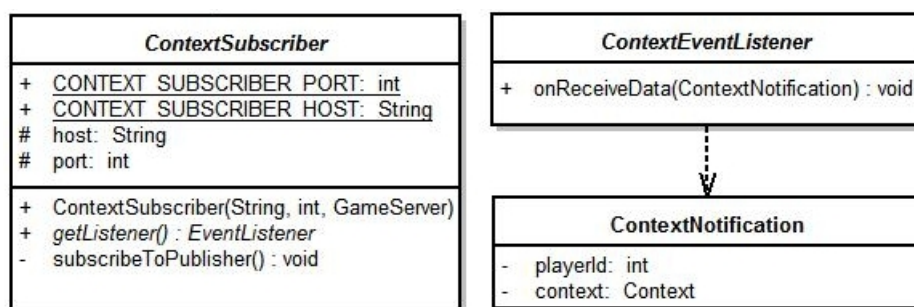 ContextSubscriber
+ CONTEXT_SUBSCRIBER_PORT: int
+ CONTEXT_SUBSCRIBER_HOST: String
# host: String
# port: int
+ ContextSubscriber(String, int, GameServer)
+ getListener() : EventListener
- subscribeToPublisher() : void
ContextEventListener
+ onReceiveData(ContextNotification) : void
ContextNotification
- playerId: int
- context: Context